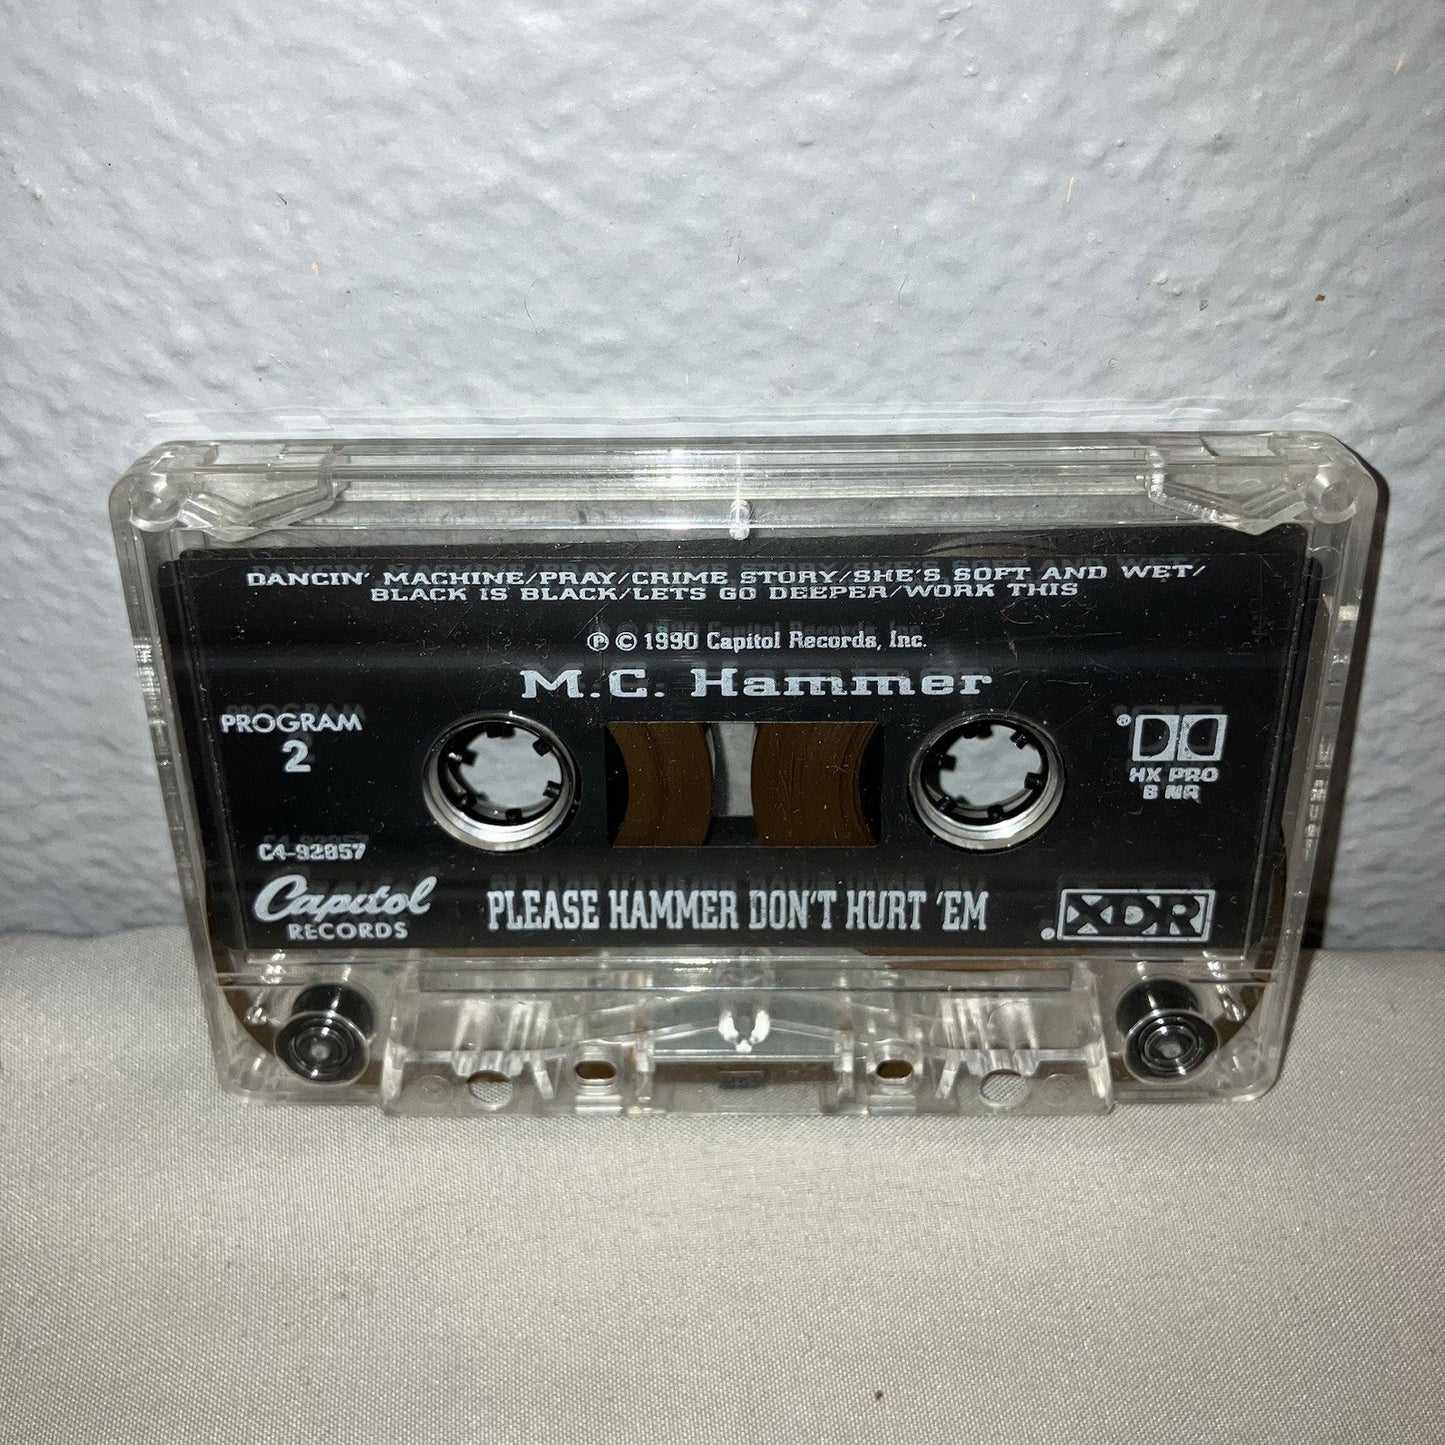 DANCIN' MACHINE/PRAY/CRIME STORY/SHE'S SOFT AND WET/
BLACK IS BLACK/LETS GO DEEPER/WORK THIS
℗ © 1990 Capitol Records, Inc.
M.C. Hammer
PROGRAM
2
®
HX PRO
B NR
C4-92857
Capitol
RECORDS
PLEASE HAMMER DON'T HURT 'EM
® XDR